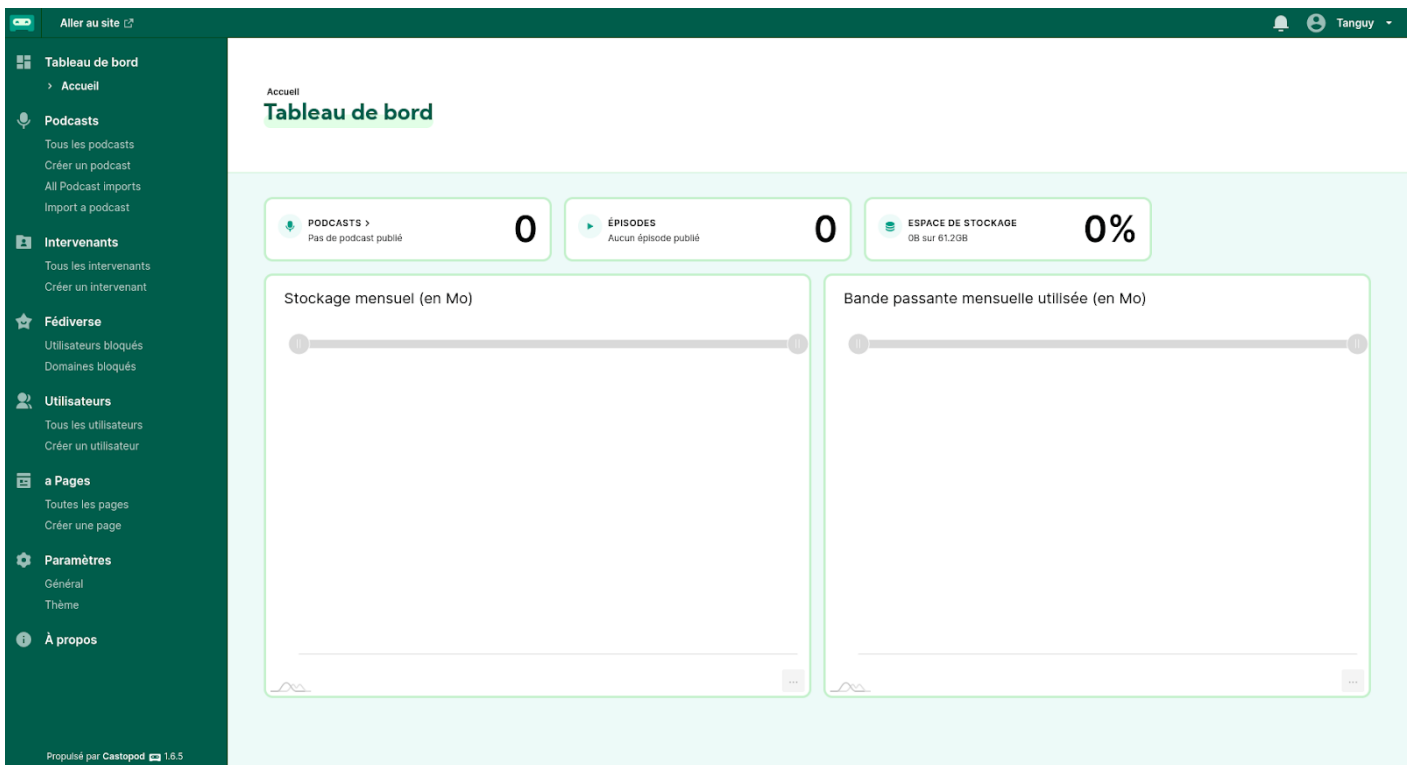 Aller au site
Tanguy
Tableau de bord
> Accueil
Podcasts
Tous les podcasts
Créer un podcast
All Podcast imports
Import a podcast
Intervenants
Tous les intervenants
Créer un intervenant
Fédiverse
Utilisateurs bloqués
Domaines bloqués
Utilisateurs
Tous les utilisateurs
Créer un utilisateur
a Pages
Toutes les pages
Créer une page
Paramètres
Général
Thème
À propos
Propulsé par Castopod 1.6.5
Accueil
Tableau de bord
PODCASTS >
Pas de podcast publié
0
ÉPISODES
Aucun épisode publié
0
ESPACE DE STOCKAGE
0B sur 61.2GB
0%
Stockage mensuel (en Mo)
...
Bande passante mensuelle utilisée (en Mo)
...